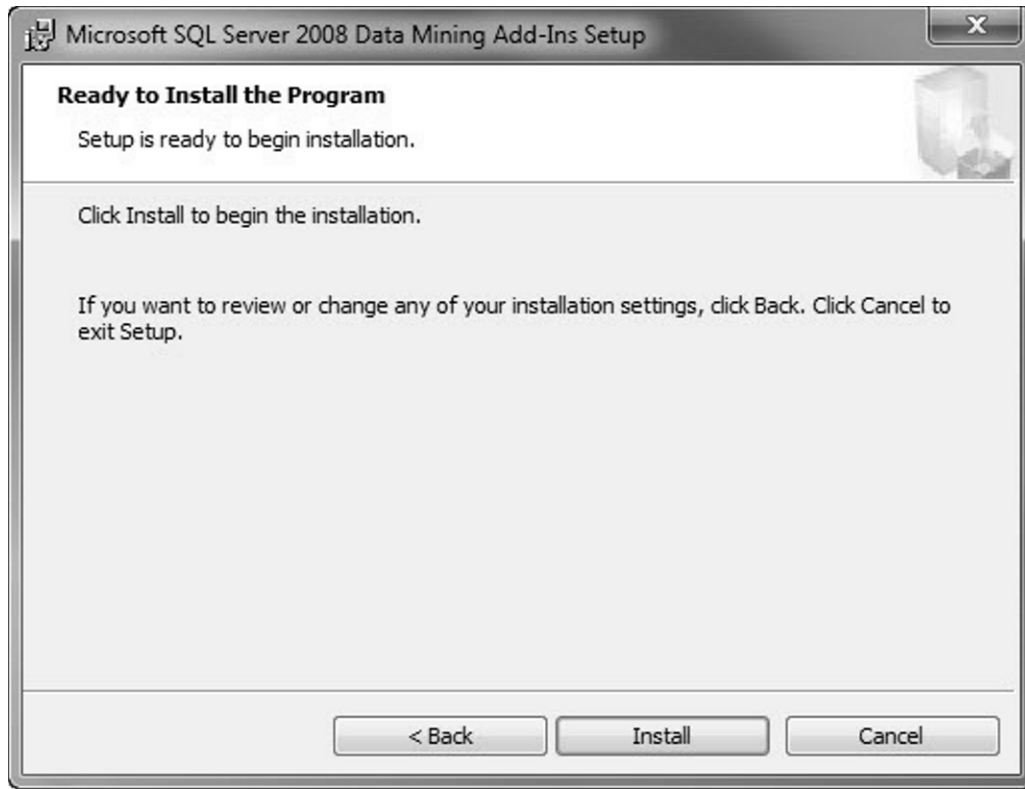 Microsoft SQL Server 2008 Data Mining Add-Ins Setup
X
Ready to Install the Program
Setup is ready to begin installation.
Click Install to begin the installation.
If you want to review or change any of your installation settings, click Back. Click Cancel to
exit Setup.
< Back
Install
Cancel